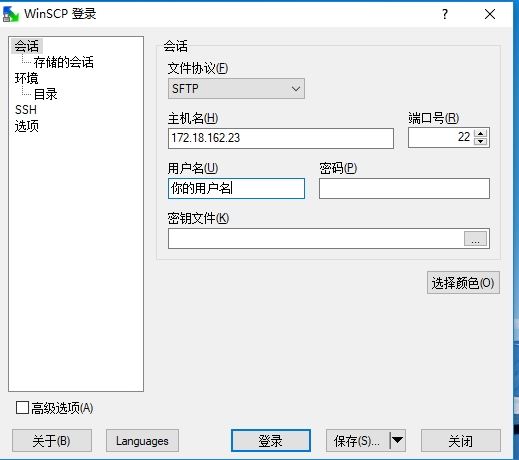 WinSCP 登录
会话
存储的会话
环境
目录
SSH
选项
会话
文件协议(F)
SFTP
主机名(H) 端口号(R)
172.18.162.23 22
用户名(U) 密码(P)
你的用户名
密钥文件(K)
...
选择颜色(O)
高级选项(A)
关于(B) Languages 登录 保存(S)... 关闭